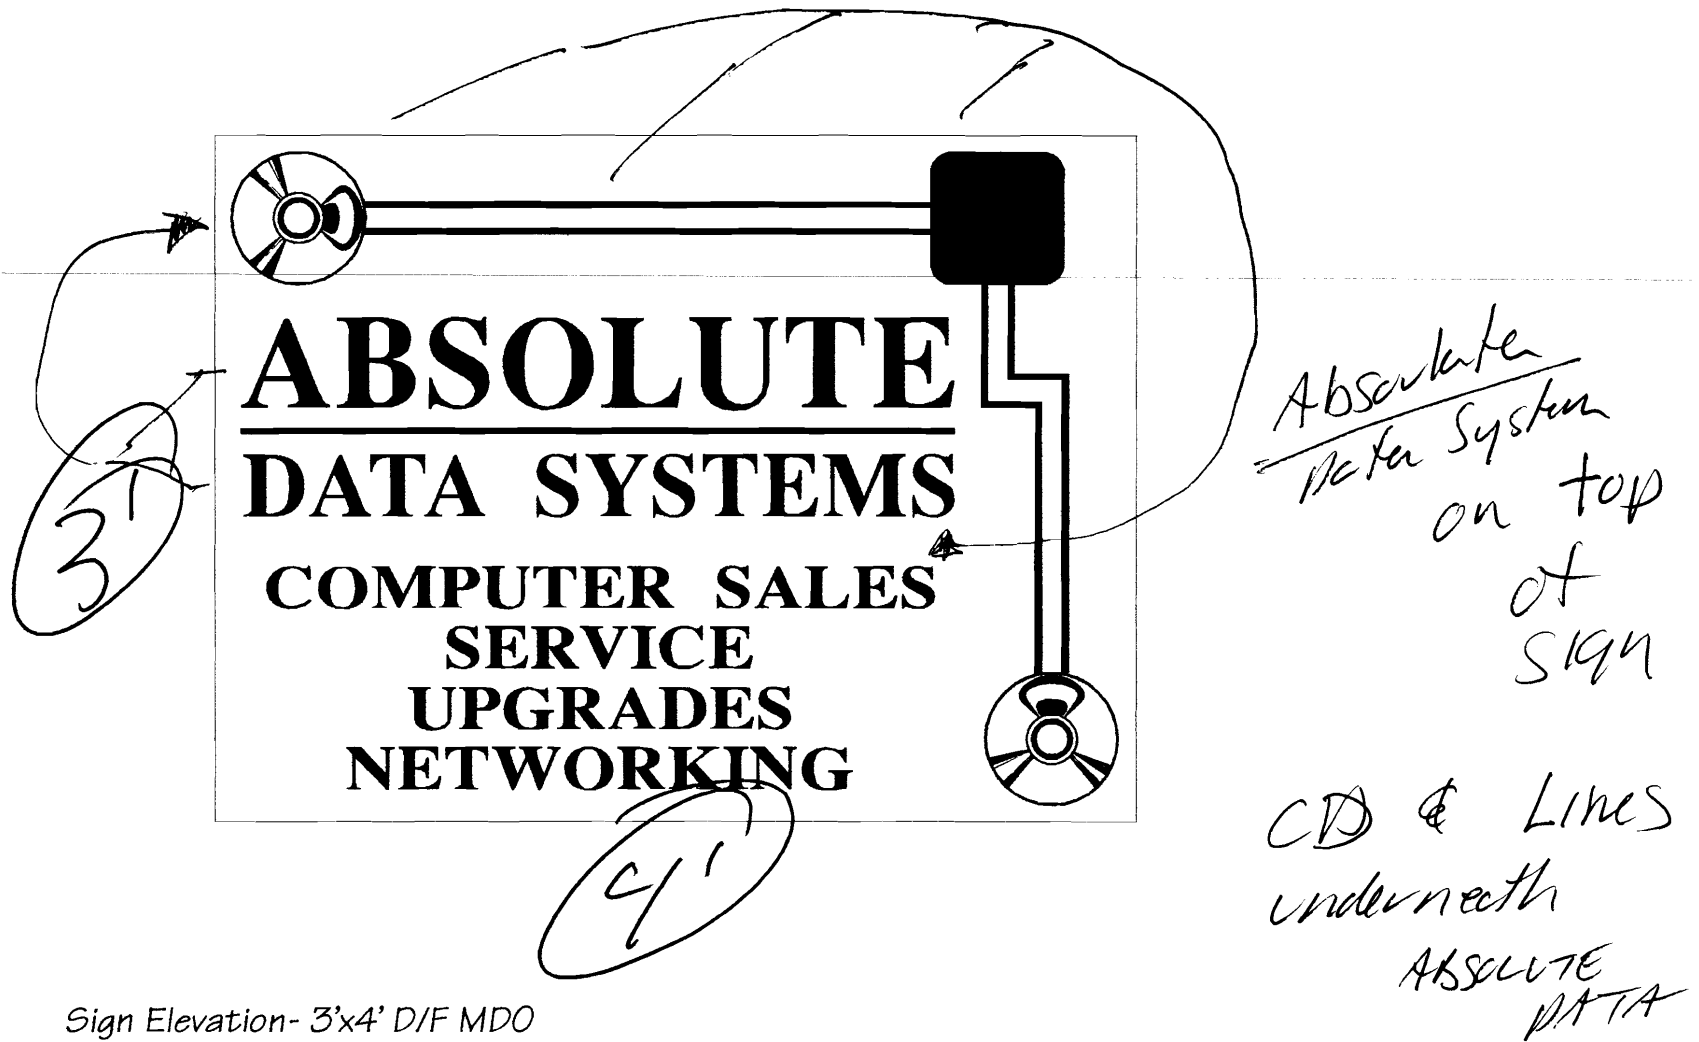 ABSOLUTE
DATA SYSTEMS
COMPUTER SALES
SERVICE
UPGRADES
NETWORKING
3'
4'
Sign Elevation- 3'x4' D/F MDO
Data System
on top
of
Sign
CD & Lines
underneath
ABSOLUTE
DATA